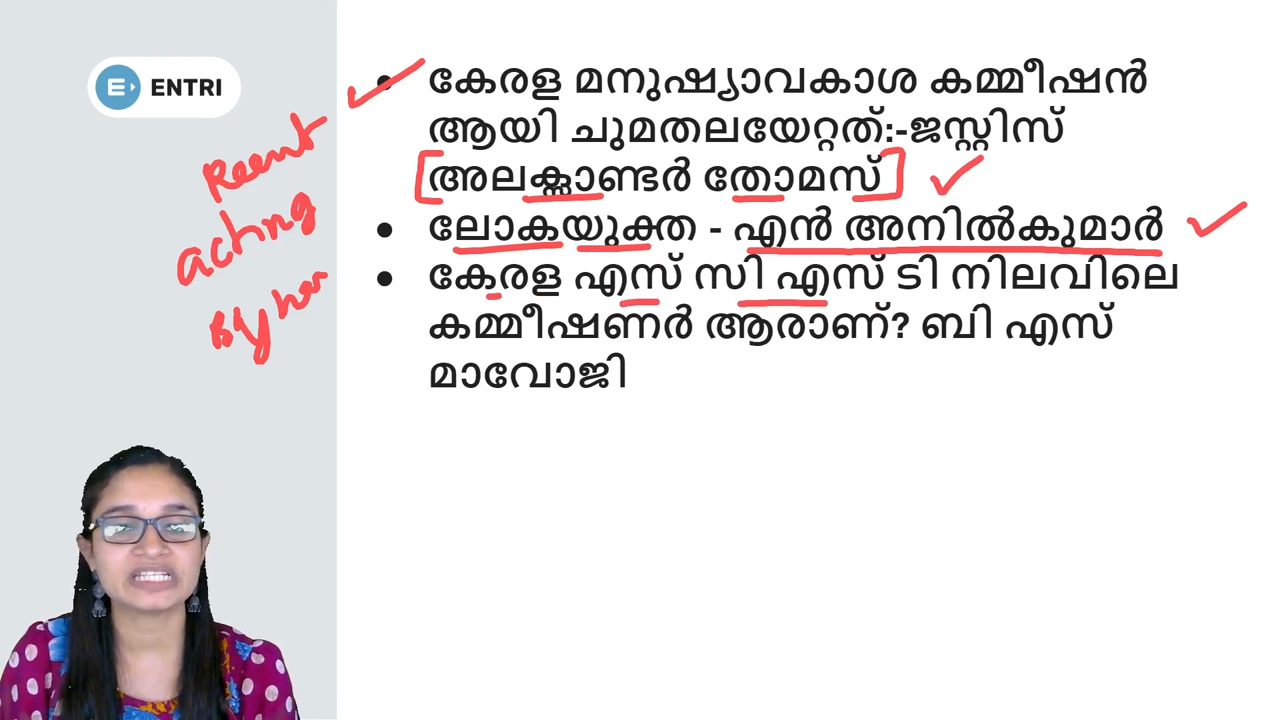 ENTRI
കേരള മനുഷ്യാവകാശ കമ്മീഷൻ
ആയി ചുമതലയേറ്റത്:-ജസ്റ്റിസ്
അലക്സാണ്ടർ തോമസ്
ലോകയുക്ത - എൻ അനിൽകുമാർ
കേരള എസ് സി എസ് ടി നിലവിലെ
കമ്മീഷണർ ആരാണ്? ബി എസ്
മാവോജി
acting